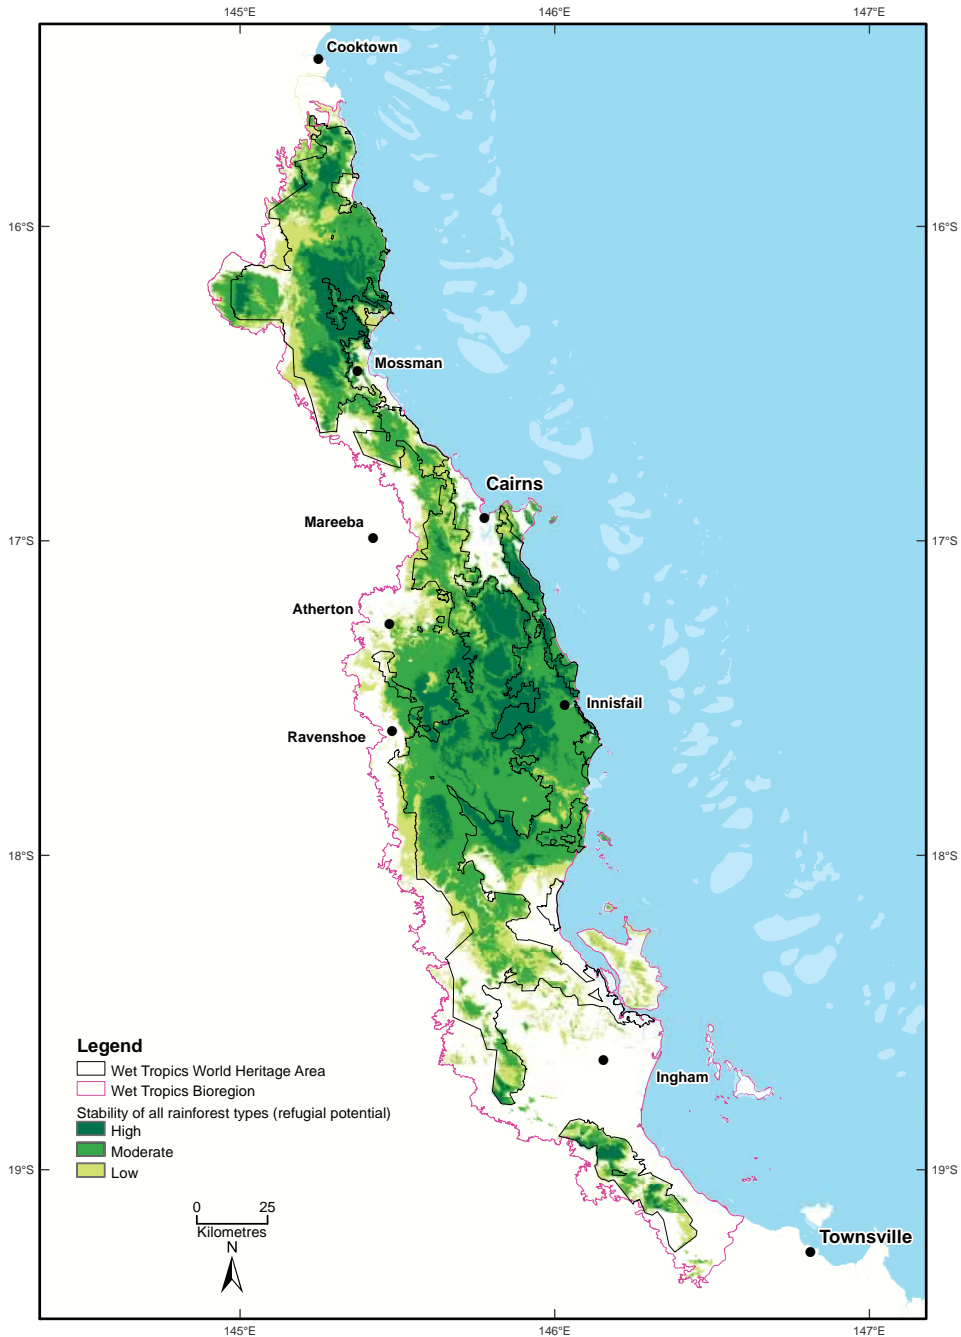 145°E 146°E 147°E
Cooktown
16°S 16°S
Mossman
Cairns
Mareeba
17°S 17°S
Atherton
Innisfail
Ravenshoe
18°S 18°S
Legend
Wet Tropics World Heritage Area
Ingham
Wet Tropics Bioregion
Stability of all rainforest types (refugial potential)
High
Moderate
Low
19°S 19°S
0 25
Kilometres
N
Townsville
145°E 146°E 147°E